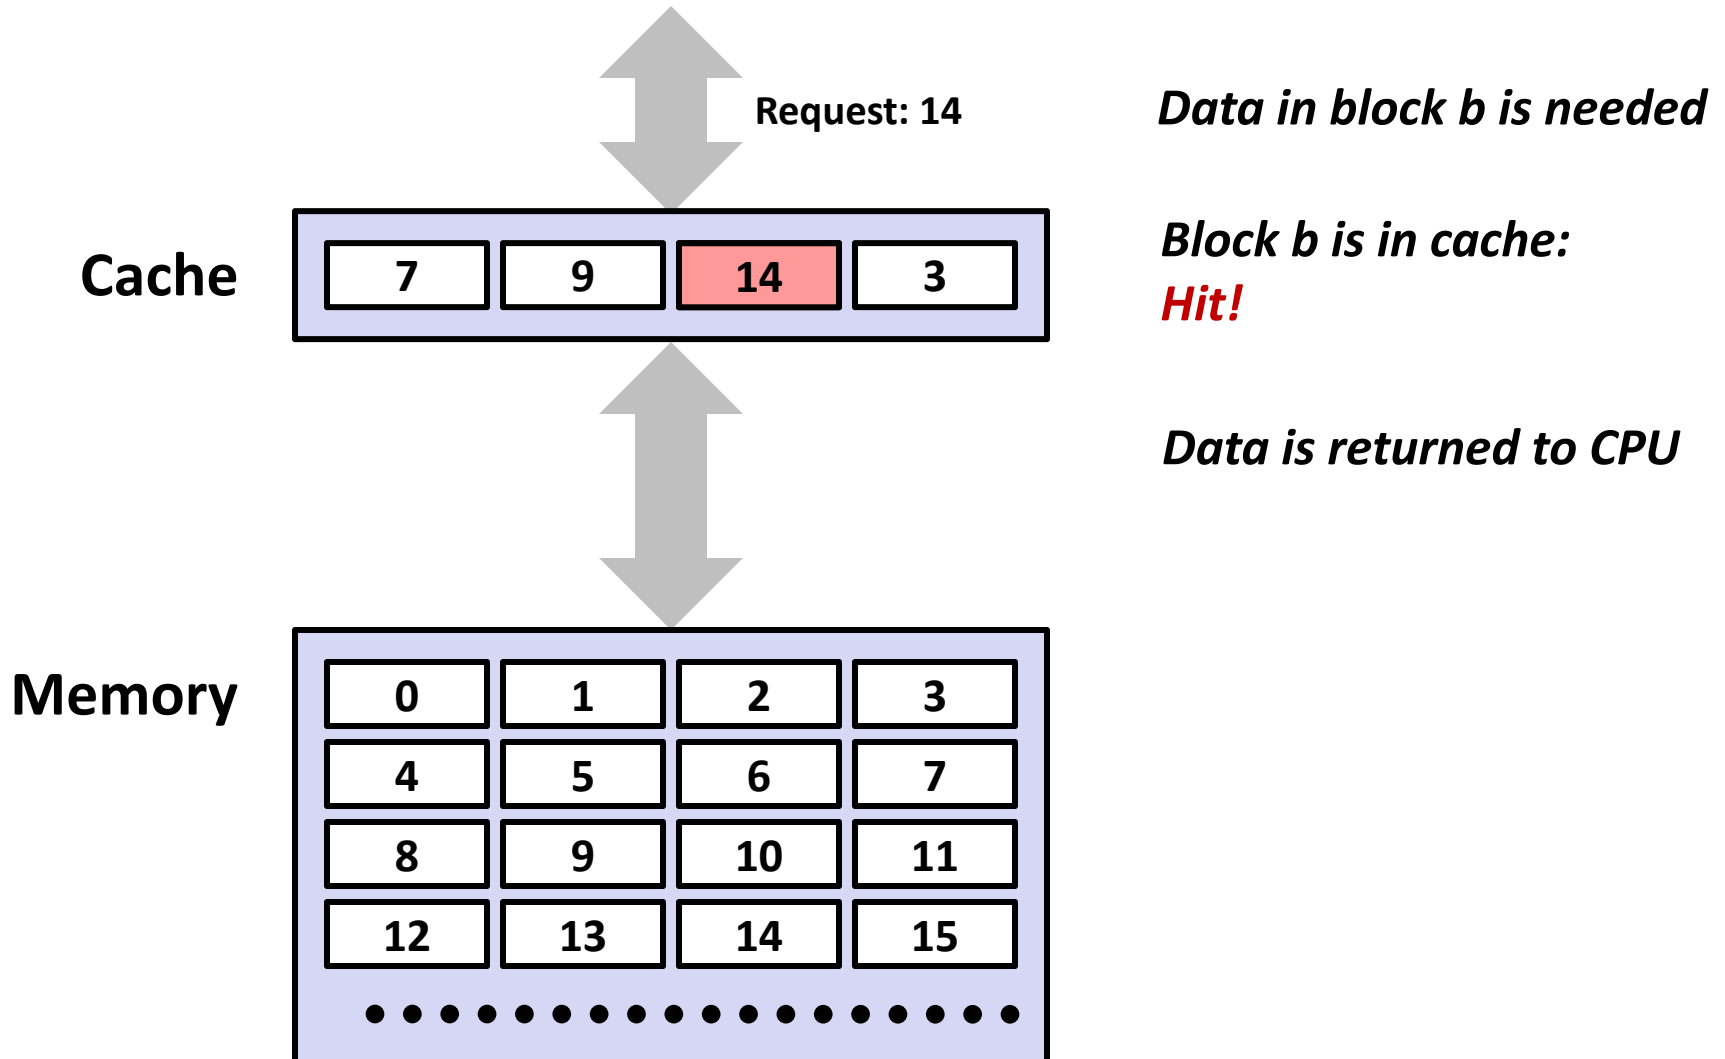 Request: 14
Data in block b is needed
Cache
7 9 14 3
Block b is in cache:
Hit!
Data is returned to CPU
Memory
0 1 2 3
4 5 6 7
8 9 10 11
12 13 14 15